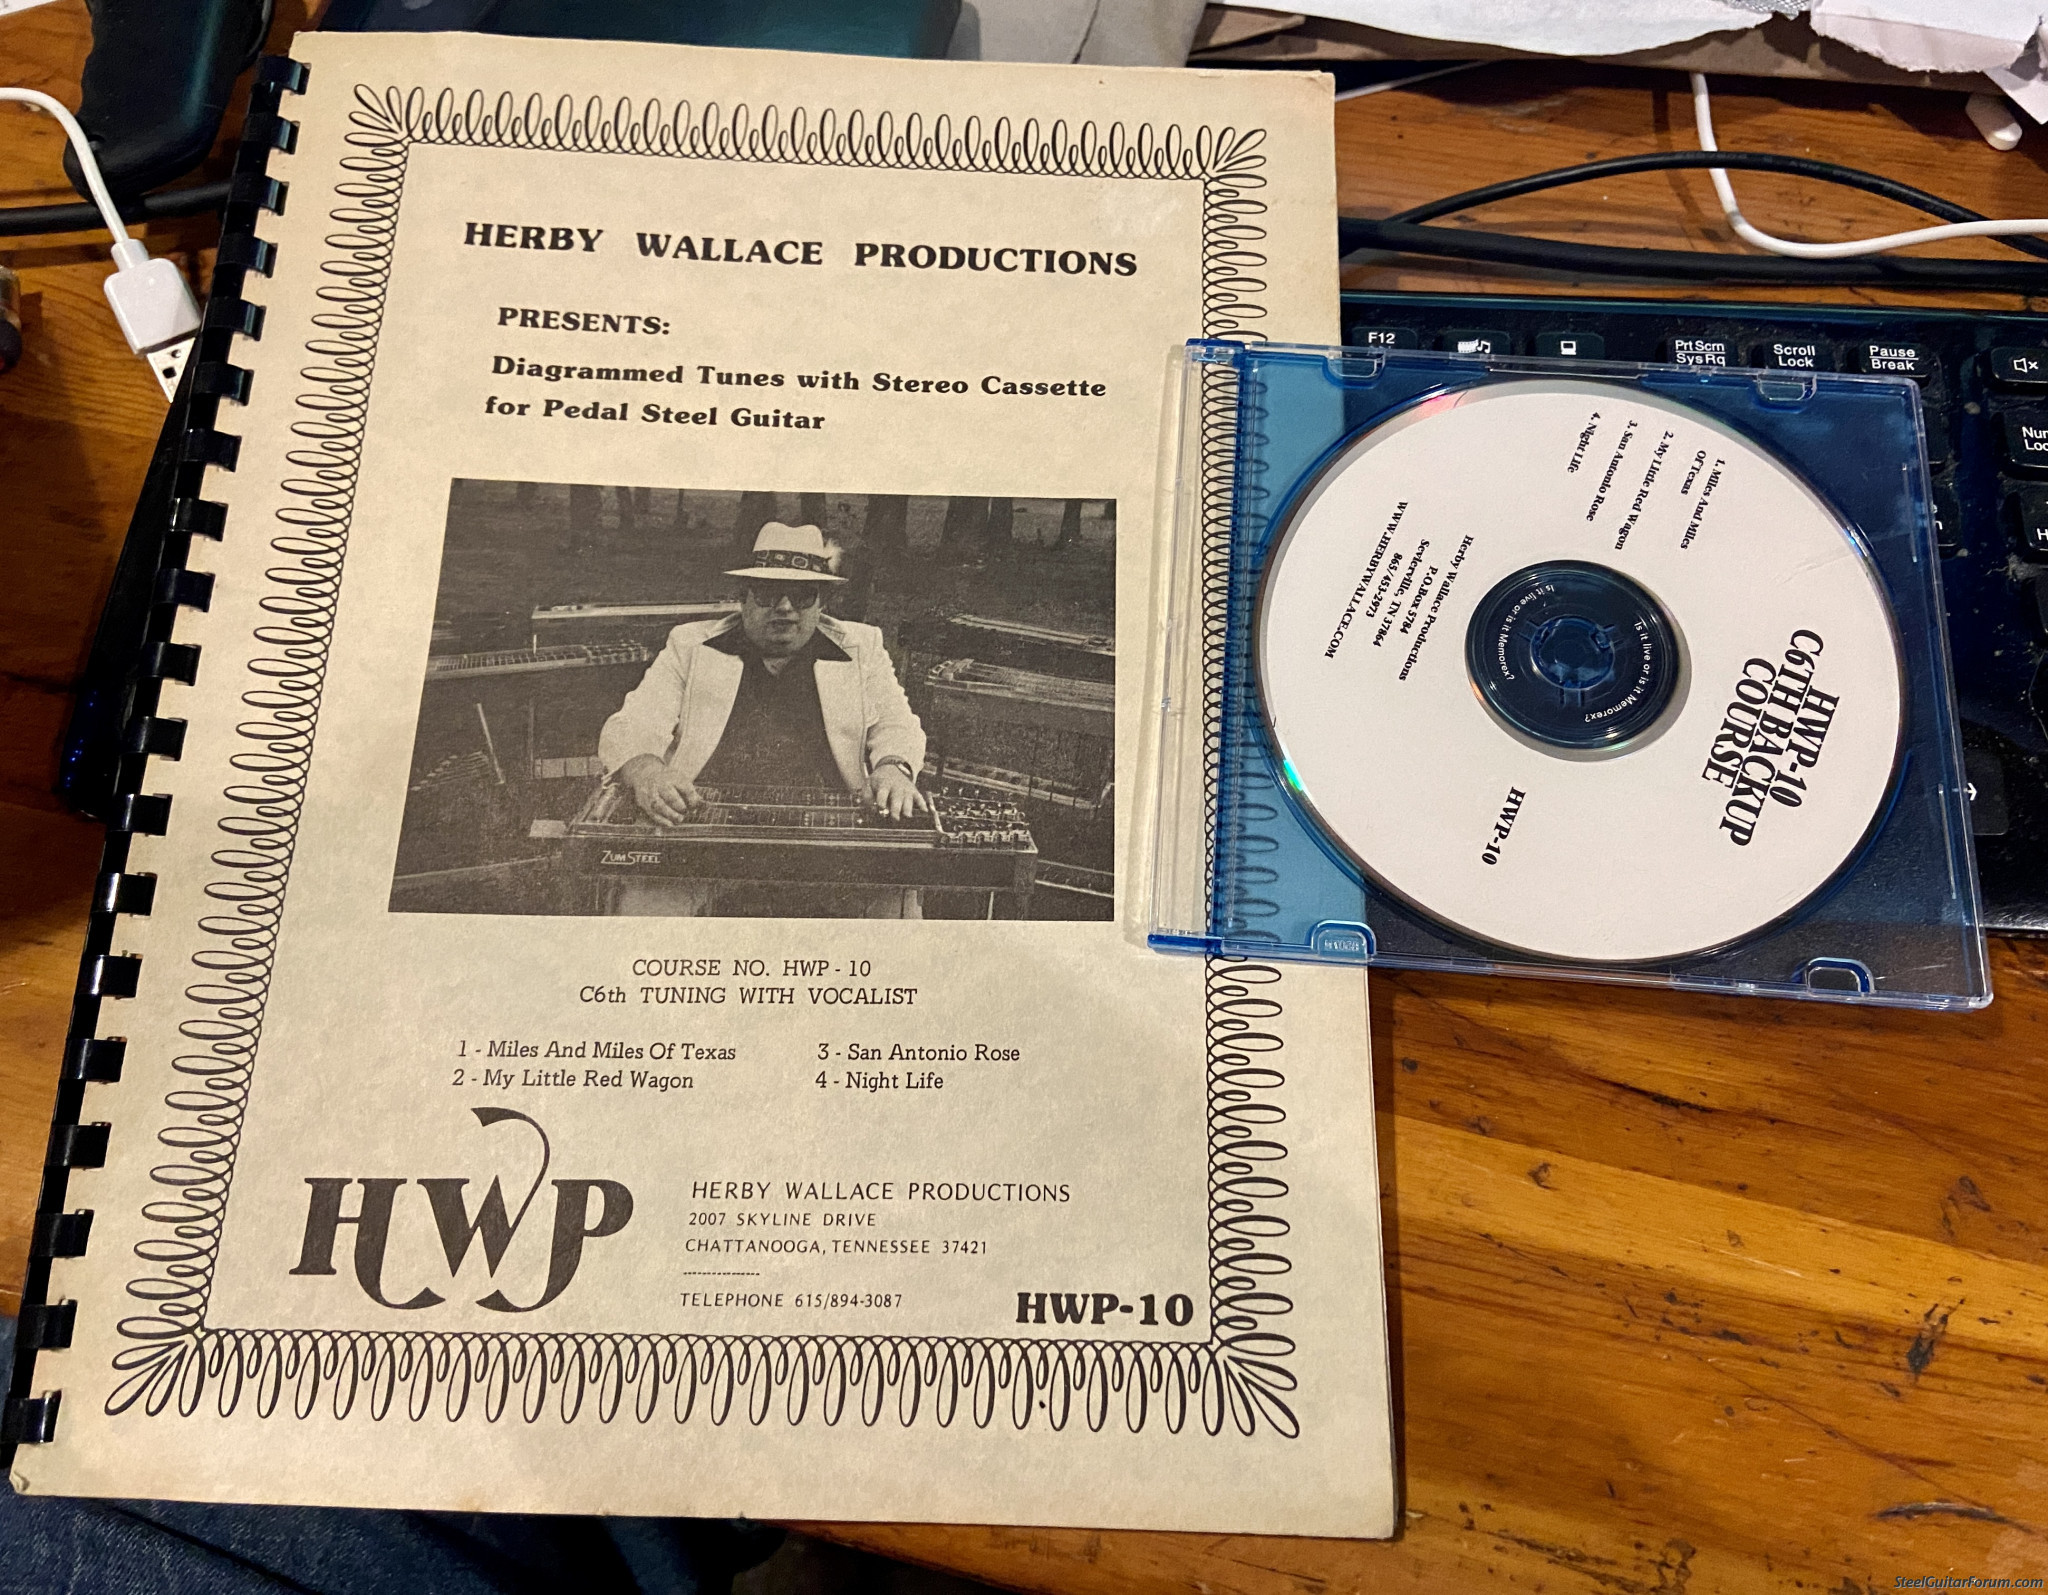 HERBY WALLACE PRODUCTIONS
PRESENTS:
Diagrammed Tunes with Stereo Cassette
for Pedal Steel Guitar
ZUMSTEEL
COURSE NO. HWP - 10
C6th TUNING WITH VOCALIST
1 - Miles And Miles Of Texas
2 - My Little Red Wagon
3 - San Antonio Rose
4 - Night Life
HWP
HERBY WALLACE PRODUCTIONS
2007 SKYLINE DRIVE
CHATTANOOGA, TENNESSEE 37421
TELEPHONE 615/894-3087
HWP-10
HWP-10
C6TH BACKUP
COURSE
1. Miles And Miles
Of Texas
2. My Little Red Wagon
3. San Antonio Rose
4. Night Life
Is it live or is it Memorex?
Is it live or is it Memorex?
HWP-10
Herby Wallace Productions
P.O.Box 5784
Sevierville, TN 37864
865/453-2973
WWW.HERBYWALLACE.COM
F12
Prt Scrn
SysRq
Scroll
Lock
Pause
Break
SteelGuitarForum.com